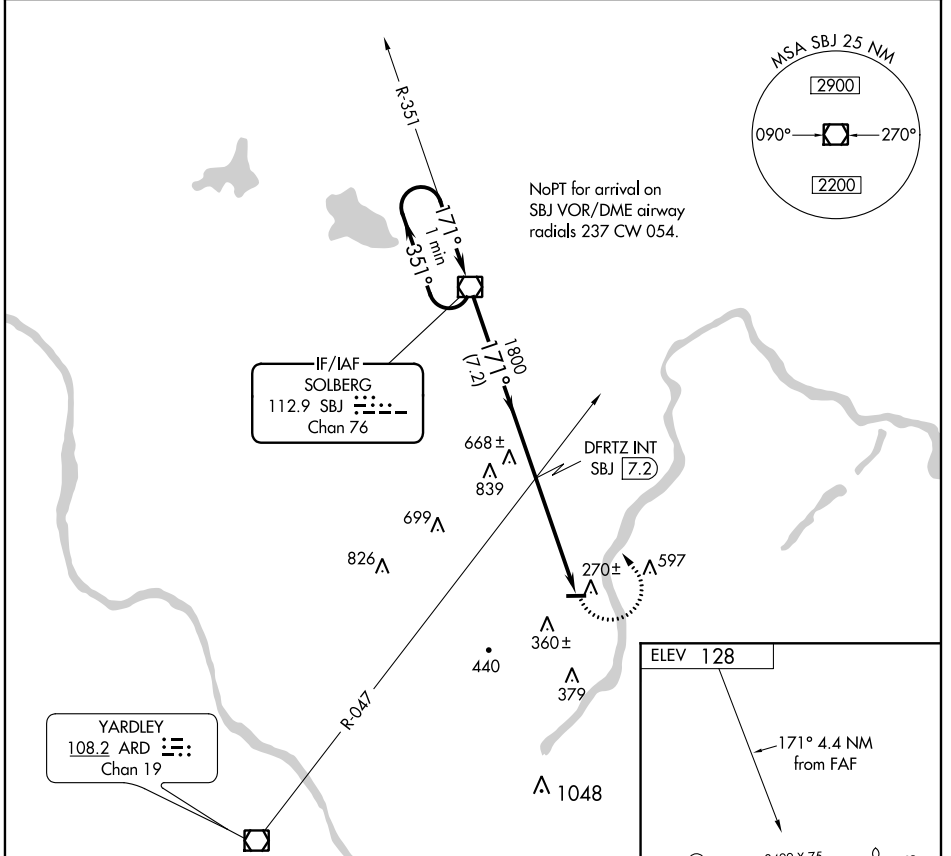 R-351
MSA SBJ 25 NM
2900
090°
270°
2200
NoPT for arrival on
SBJ VOR/DME airway
radials 237 CW 054.
171°
1 min
351°
IF/IAF
SOLBERG
112.9 SBJ
Chan 76
1800
171°
(7.2)
668 ±
839
DFRTZ INT
SBJ 7.2
699
826
270 ±
597
360 ±
440
379
R-047
YARDLEY
108.2 ARD
Chan 19
1048
ELEV 128
171° 4.4 NM
from FAF